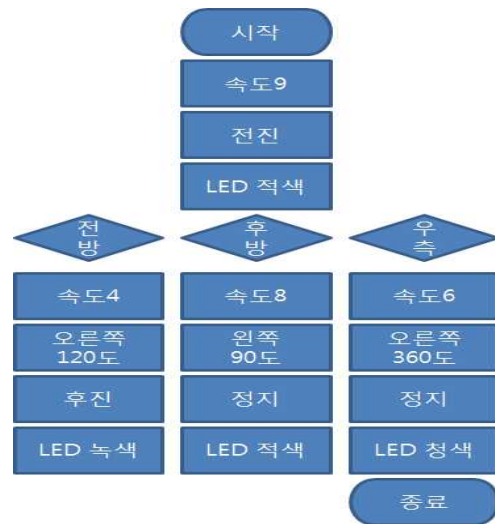 시작
속도9
전진
LED 적색
전
방
후
방
우
측
속도4
속도8
속도6
오른쪽
120도
왼쪽
90도
오른쪽
360도
후진
정지
정지
LED 녹색
LED 적색
LED 청색
종료